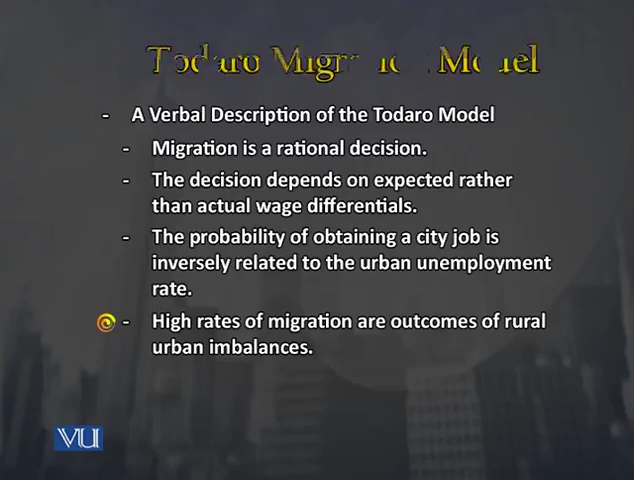 Todaro Migration Model
- A Verbal Description of the Todaro Model
- Migration is a rational decision.
- The decision depends on expected rather
than actual wage differentials.
- The probability of obtaining a city job is
inversely related to the urban unemployment
rate.
- High rates of migration are outcomes of rural
urban imbalances.
VU